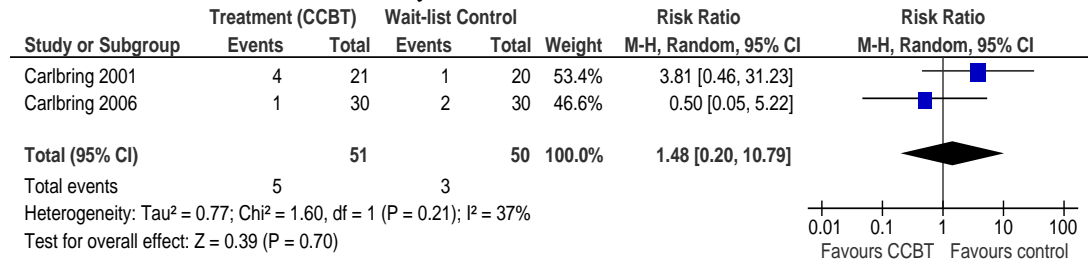 Treatment (CCBT) Wait-list Control Risk Ratio Risk Ratio
Study or Subgroup Events Total Events Total Weight M-H, Random, 95% CI M-H, Random, 95% CI
Carlbring 2001 4 21 1 20 53.4% 3.81 [0.46, 31.23]
Carlbring 2006 1 30 2 30 46.6% 0.50 [0.05, 5.22]
Total (95% CI) 51 50 100.0% 1.48 [0.20, 10.79]
Total events 5 3
Heterogeneity: Tau² = 0.77; Chi² = 1.60, df = 1 (P = 0.21); I² = 37%
Test for overall effect: Z = 0.39 (P = 0.70)
0.01 0.1 1 10 100
Favours CCBT Favours control